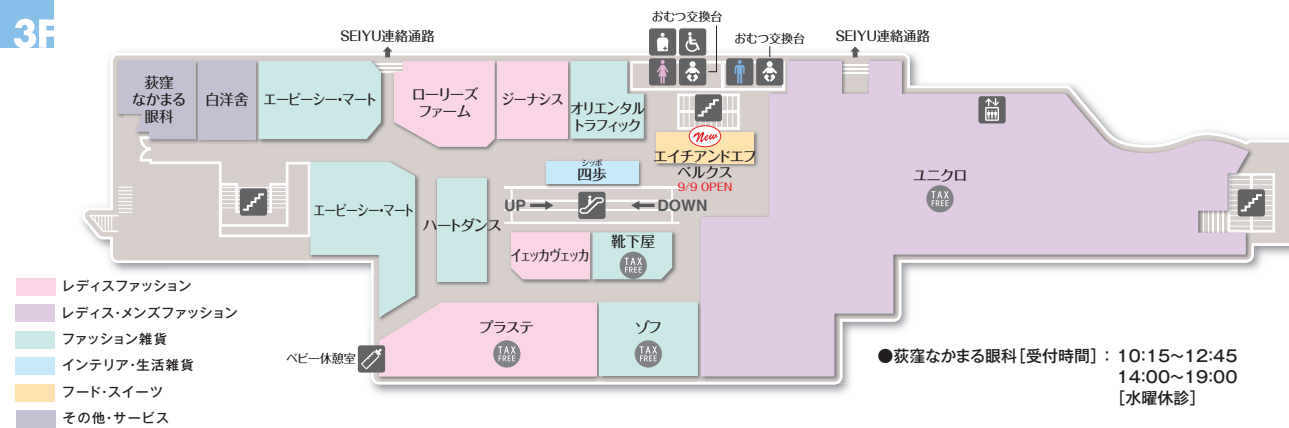 3F
おむつ交換台
SEIYU連絡通路
おむつ交換台
SEIYU連絡通路
荻窪
なかまる
眼科
白洋舍
エービーシー・マート
ローリーズ
ファーム
ジーナシス
オリエンタル
トラフィック
New
エイチアンドエフ
ベルクス
9/9 OPEN
シッポ
四歩
ユニクロ
TAX
FREE
エービーシー・マート
ハートダンス
UP
DOWN
イェッカヴェッカ
靴下屋
TAX
FREE
プラステ
TAX
FREE
ゾフ
TAX
FREE
ベビー休憩室
レディスファッション
レディス・メンズファッション
ファッション雑貨
インテリア・生活雑貨
フード・スイーツ
その他・サービス
●荻窪なかまる眼科［受付時間］： 10:15〜12:45
14:00〜19:00
［水曜休診］